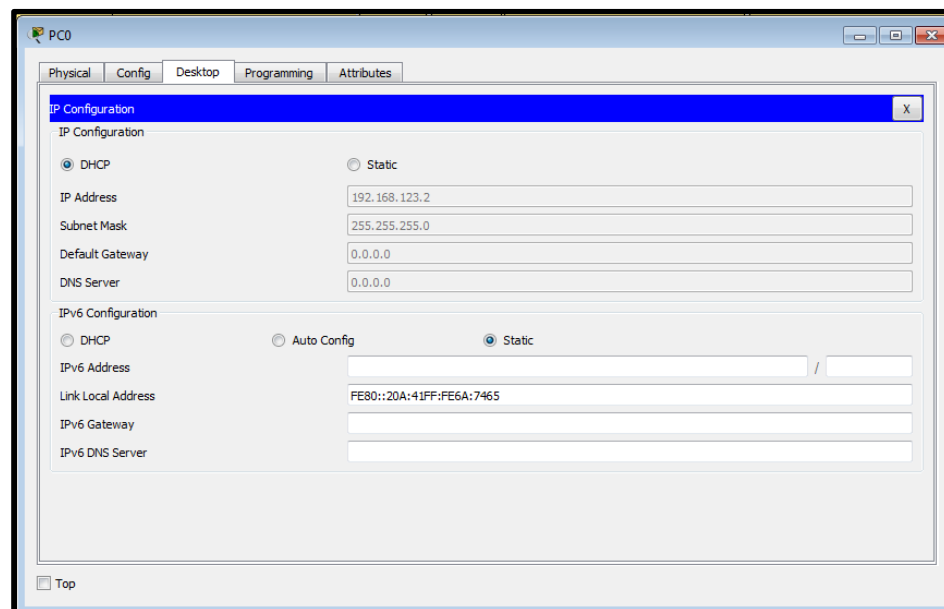 PC0
Physical Config Desktop Programming Attributes
IP Configuration X
IP Configuration
DHCP Static
IP Address 192.168.123.2
Subnet Mask 255.255.255.0
Default Gateway 0.0.0.0
DNS Server 0.0.0.0
IPv6 Configuration
DHCP Auto Config Static
IPv6 Address /
Link Local Address FE80::20A:41FF:FE6A:7465
IPv6 Gateway
IPv6 DNS Server
Top